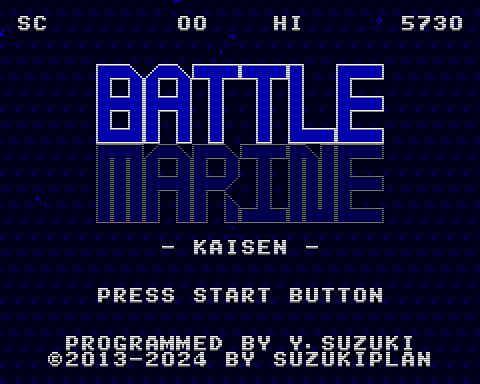 SC 00 HI 5730
BATTLE
MARINE
- KAISEN -
PRESS START BUTTON
PROGRAMMED BY Y.SUZUKI
©2013-2024 BY SUZUKIPLAN